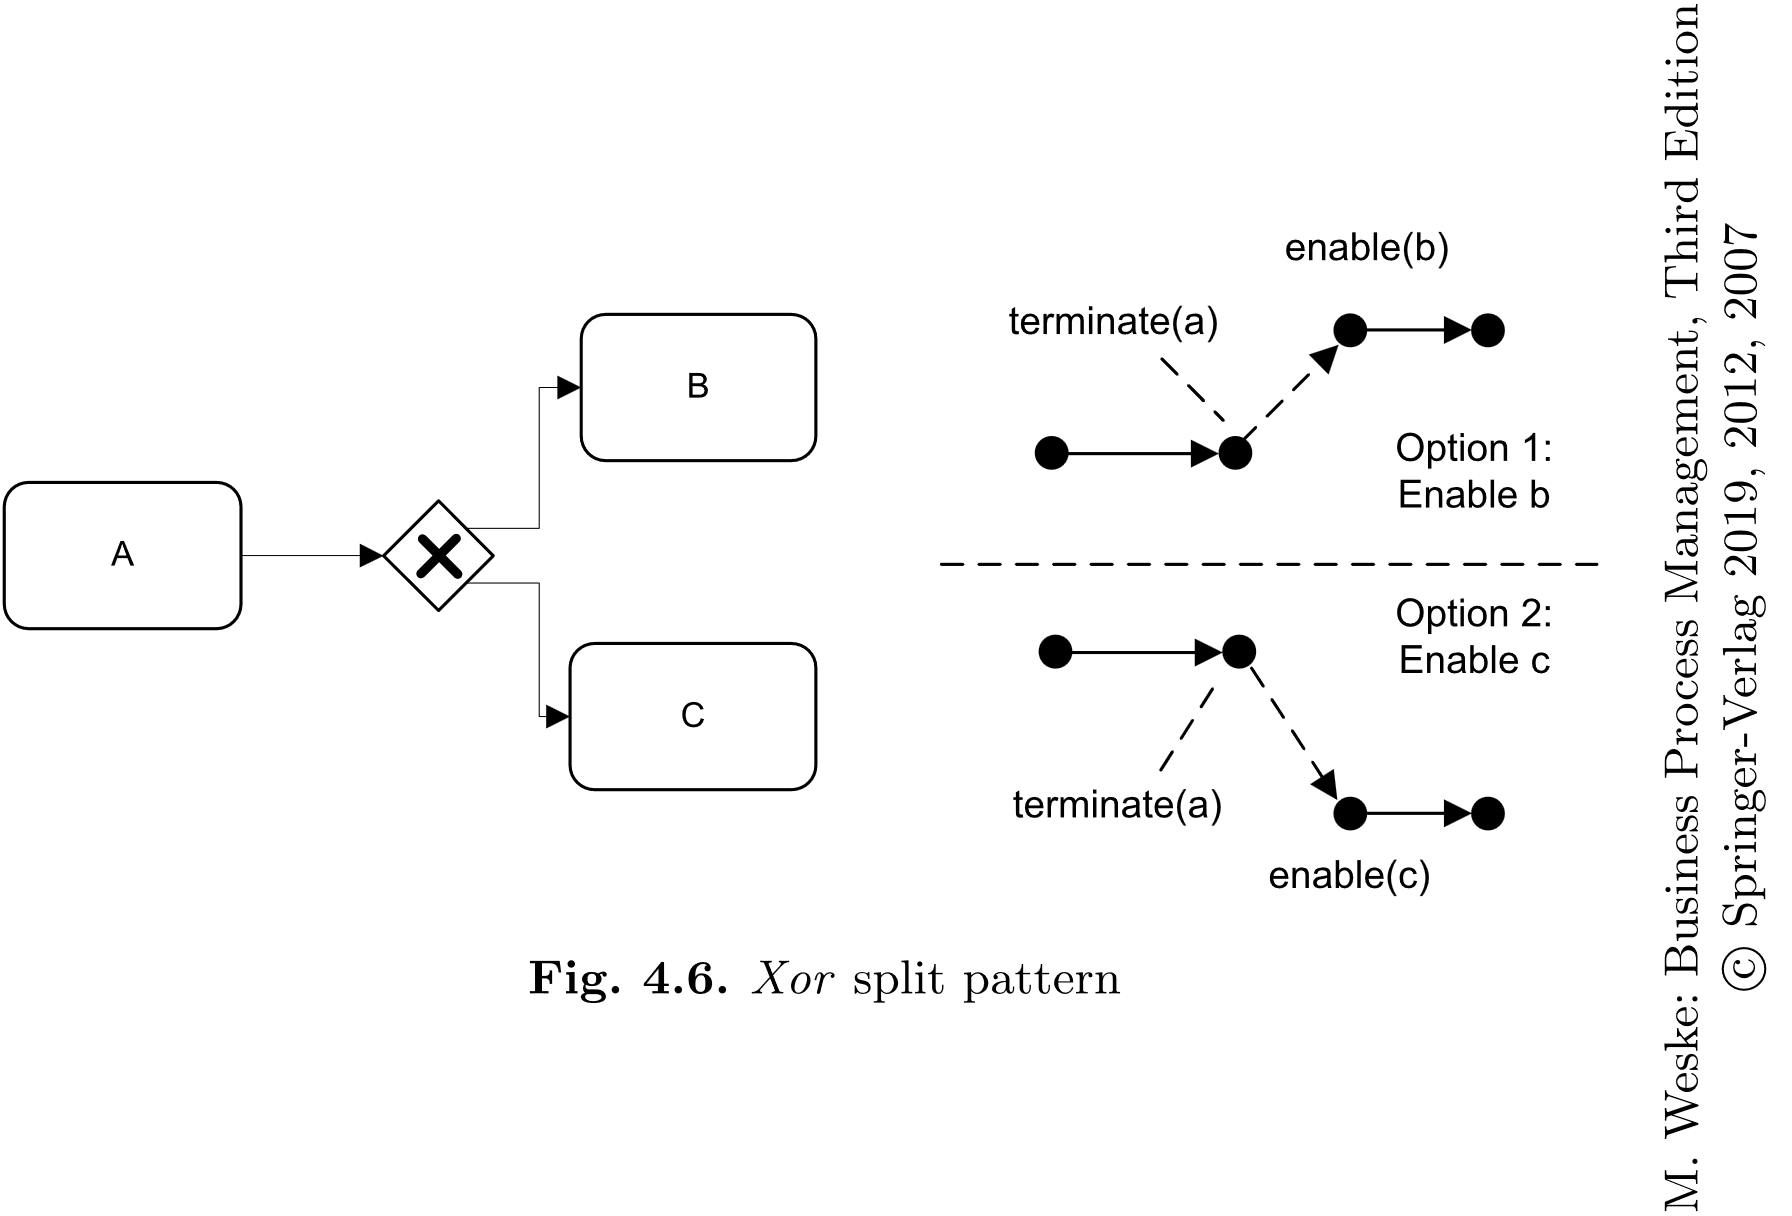 A
B
C
enable(b)
terminate(a)
Option 1:
Enable b
Option 2:
Enable c
terminate(a)
enable(c)
Fig. 4.6. Xor split pattern
M. Weske: Business Process Management, Third Edition
© Springer-Verlag 2019, 2012, 2007